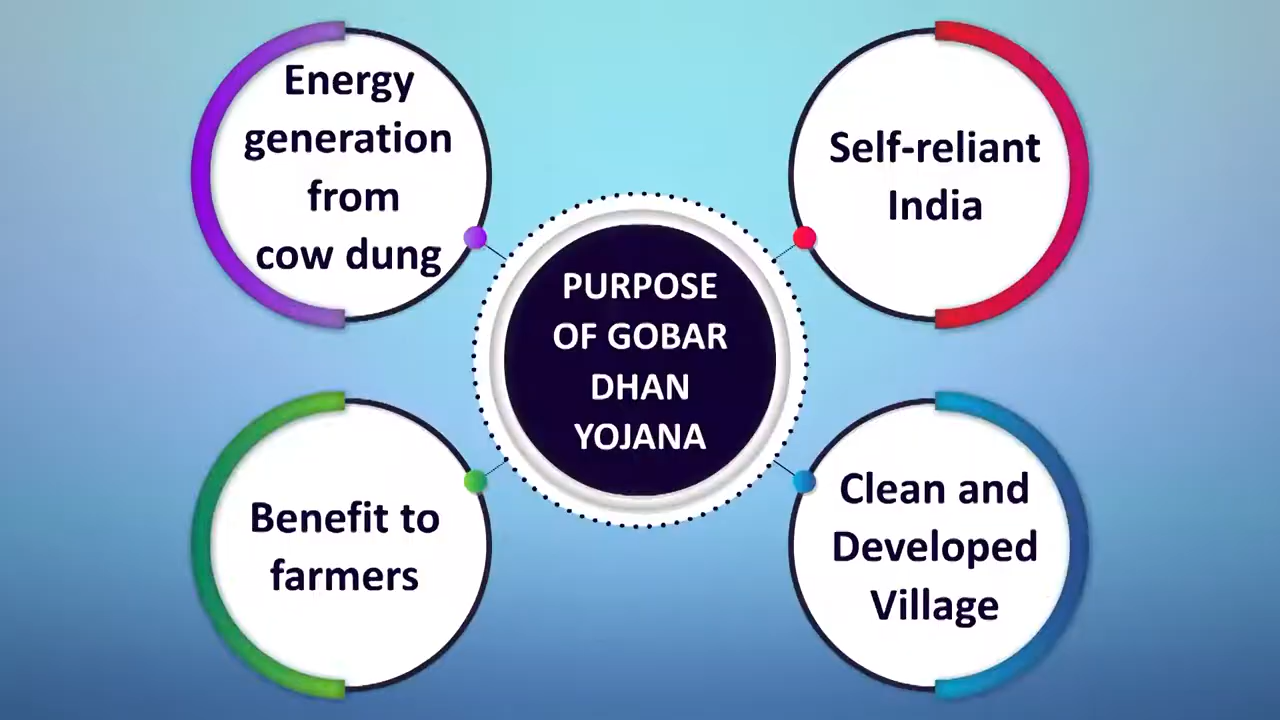 Energy
generation
from
cow dung
Self-reliant
India
PURPOSE
OF GOBAR
DHAN
YOJANA
Benefit to
farmers
Clean and
Developed
Village